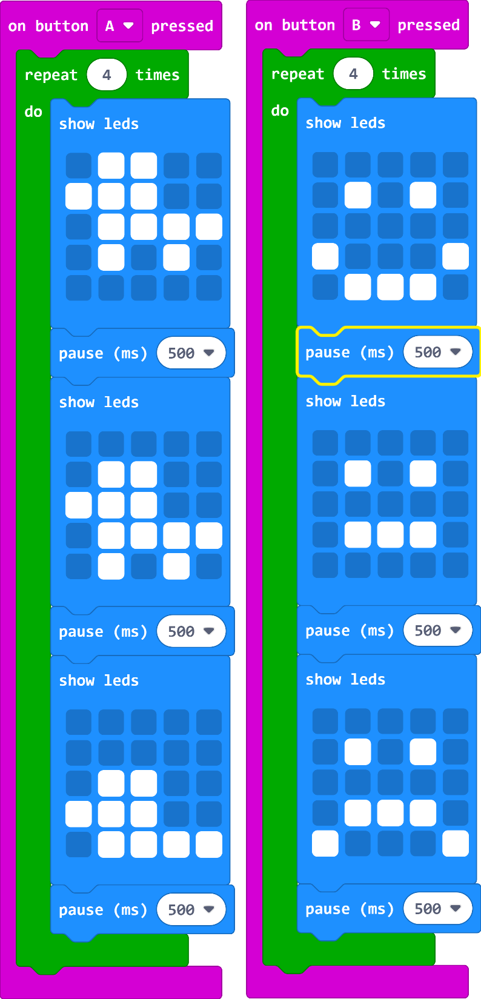 on button A pressed
repeat 4 times
do
show leds
pause (ms) 500
show leds
pause (ms) 500
show leds
pause (ms) 500
on button B pressed
repeat 4 times
do
show leds
pause (ms) 500
show leds
pause (ms) 500
show leds
pause (ms) 500